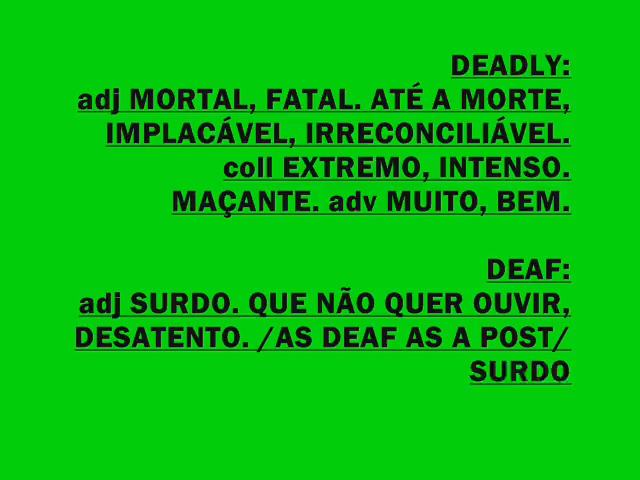 DEADLY:
adj MORTAL, FATAL. ATÉ A MORTE,
IMPLACÁVEL, IRRECONCILIÁVEL.
coll EXTREMO, INTENSO.
MAÇANTE. adv MUITO, BEM.
DEAF:
adj SURDO. QUE NÃO QUER OUVIR,
DESATENTO. /AS DEAF AS A POST/
SURDO